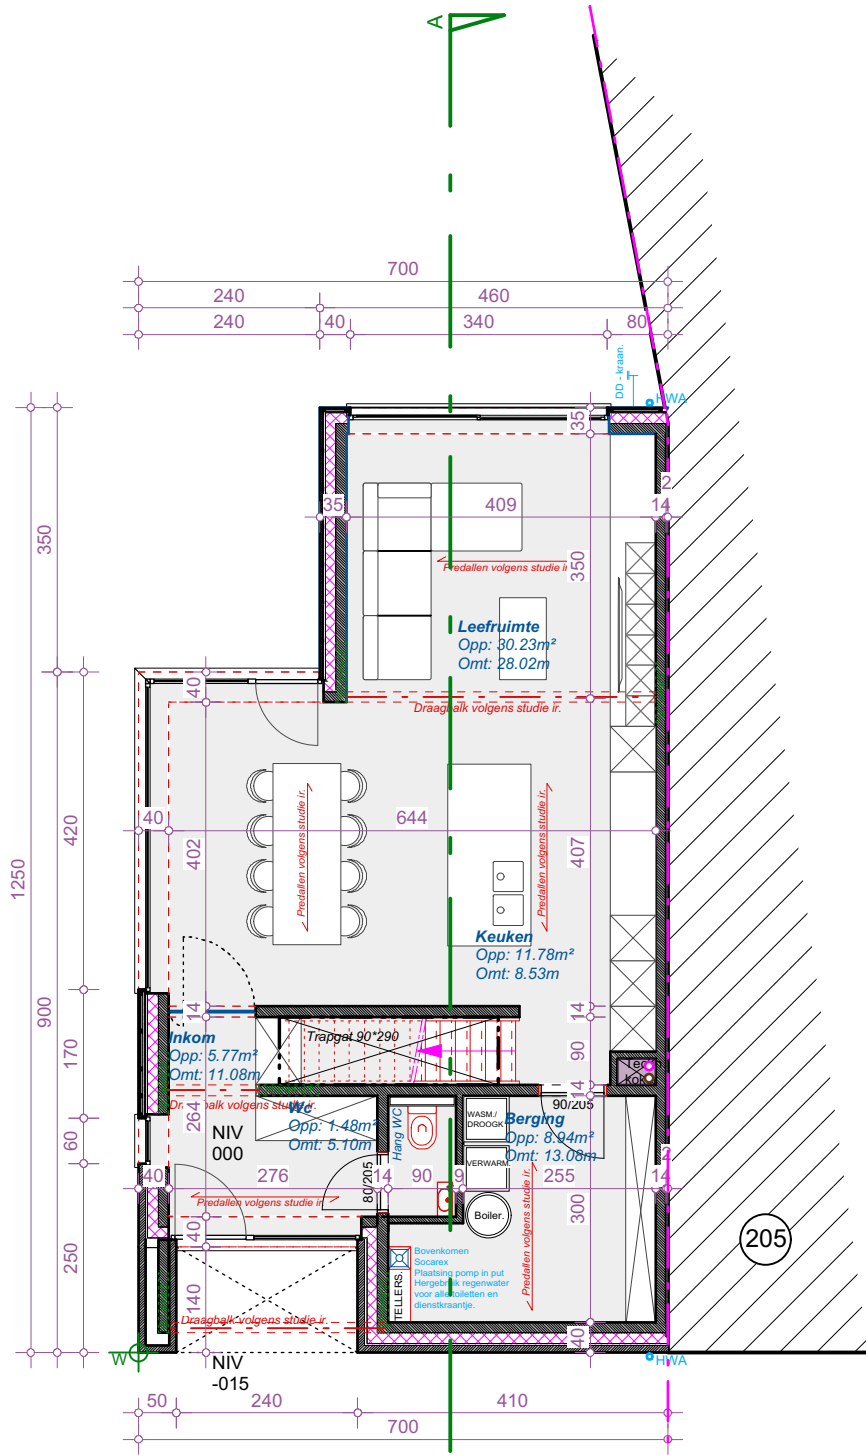 A
700
240
460
240
40
340
80
DD - kraan.
HWA
35
2
35
409
14
350
350
Predallen volgens studie ir.
Leefruimte
Opp: 30.23m²
Omt: 28.02m
40
Draagbalk volgens studie ir.
1250
900
420
40
644
402
407
Predallen volgens studie ir.
Predallen volgens studie ir.
Keuken
Opp: 11.78m²
Omt: 8.53m
14
14
Inkom
Opp: 5.77m²
Omt: 11.08m
Trapgat 90*290
90
170
14
264
Draagbalk volgens studie ir.
Wc
Opp: 1.48m²
Omt: 5.10m
Hang WC
WASM./
DROOGK
90/205
Berging
Opp: 8.94m²
Omt: 13.08m
NIV
000
60
VERWARM.
2
40
276
14
90
9
255
14
80/205
Predallen volgens studie ir.
300
Predallen volgens studie ir.
Boiler.
205
40
250
Bovenkomen
Socarex
Plaatsing pomp in put
Hergebruik regenwater
voor alle toiletten en
dienstkraantje.
TELLERS.
140
Draagbalk volgens studie ir.
40
W
NIV
-015
HWA
50
240
410
700